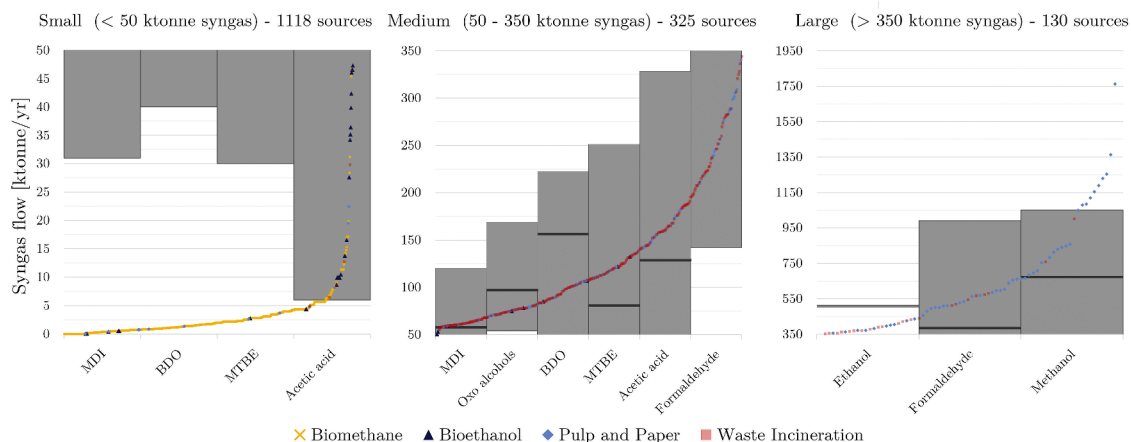 Small (< 50 ktonne syngas) - 1118 sources
Medium (50 - 350 ktonne syngas) - 325 sources
Large (> 350 ktonne syngas) - 130 sources
Syngas flow [ktonne/yr]
50
45
40
35
30
25
20
15
10
5
0
MDI
BDO
MTBE
Acetic acid
350
300
250
200
150
100
50
MDI
Oxo alcohols
BDO
MTBE
Acetic acid
Formaldehyde
1950
1750
1550
1350
1150
950
750
550
350
Ethanol
Formaldehyde
Methanol
Biomethane
Bioethanol
Pulp and Paper
Waste Incineration